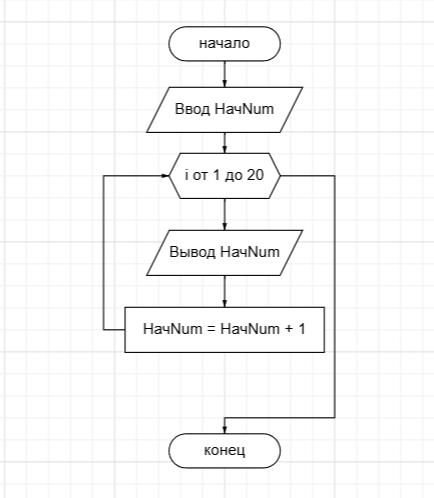 начало
Ввод НачNum
i от 1 до 20
Вывод НачNum
НачNum = НачNum + 1
конец